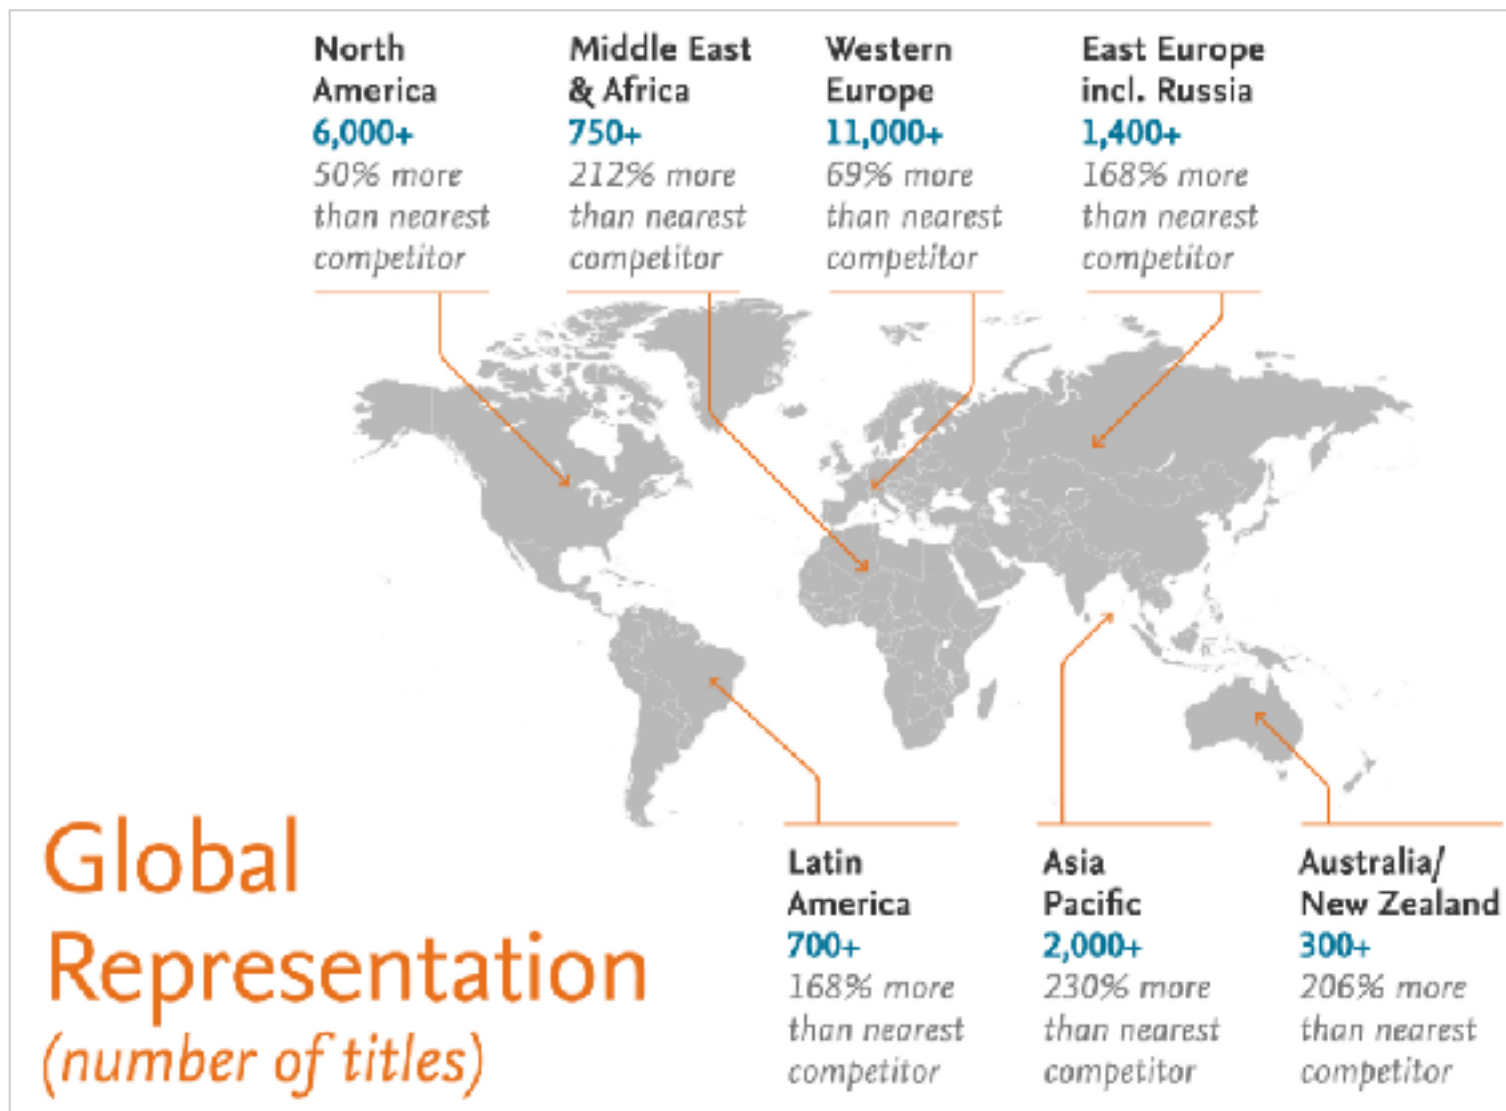 North
America
6,000+
50% more
than nearest
competitor
Middle East
& Africa
750+
212% more
than nearest
competitor
Western
Europe
11,000+
69% more
than nearest
competitor
East Europe
incl. Russia
1,400+
168% more
than nearest
competitor
Global
Representation
(number of titles)
Latin
America
700+
168% more
than nearest
competitor
Asia
Pacific
2,000+
230% more
than nearest
competitor
Australia/
New Zealand
300+
206% more
than nearest
competitor